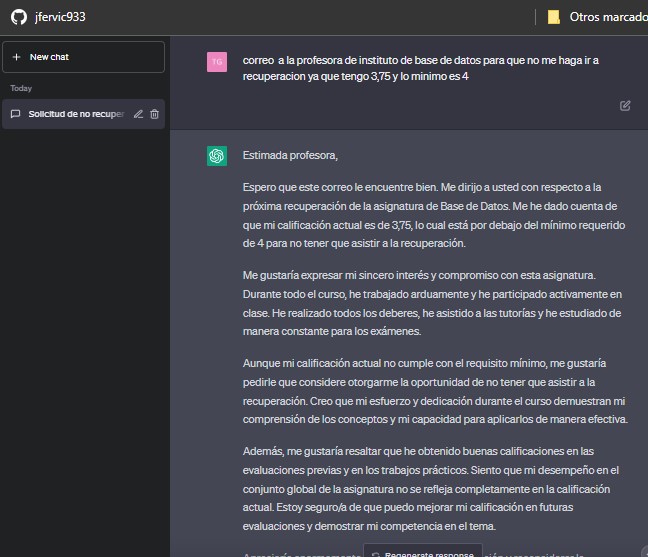 jfervic933
Otros marcado
+ New chat
Today
Solicitud de no recuper
TG
correo a la profesora de instituto de base de datos para que no me haga ir a
recuperacion ya que tengo 3,75 y lo minimo es 4
Estimada profesora,
Espero que este correo le encuentre bien. Me dirijo a usted con respecto a la
próxima recuperación de la asignatura de Base de Datos. Me he dado cuenta de
que mi calificación actual es de 3,75, lo cual está por debajo del mínimo requerido
de 4 para no tener que asistir a la recuperación.
Me gustaría expresar mi sincero interés y compromiso con esta asignatura.
Durante todo el curso, he trabajado arduamente y he participado activamente en
clase. He realizado todos los deberes, he asistido a las tutorías y he estudiado de
manera constante para los exámenes.
Aunque mi calificación actual no cumple con el requisito mínimo, me gustaría
pedirle que considere otorgarme la oportunidad de no tener que asistir a la
recuperación. Creo que mi esfuerzo y dedicación durante el curso demuestran mi
comprensión de los conceptos y mi capacidad para aplicarlos de manera efectiva.
Además, me gustaría resaltar que he obtenido buenas calificaciones en las
evaluaciones previas y en los trabajos prácticos. Siento que mi desempeño en el
conjunto global de la asignatura no se refleja completamente en la calificación
actual. Estoy seguro/a de que puedo mejorar mi calificación en futuras
evaluaciones y demostrar mi competencia en el tema.
Regenerate response